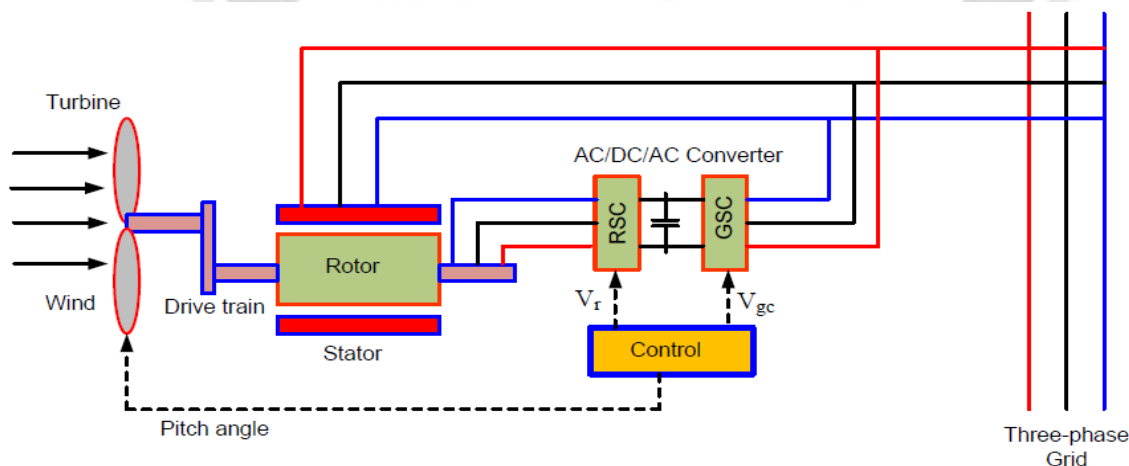 Turbine
AC/DC/AC Converter
RSC
GSC
Rotor
Wind
Drive train
Vr
Vgc
Stator
Control
Pitch angle
Three-phase
Grid